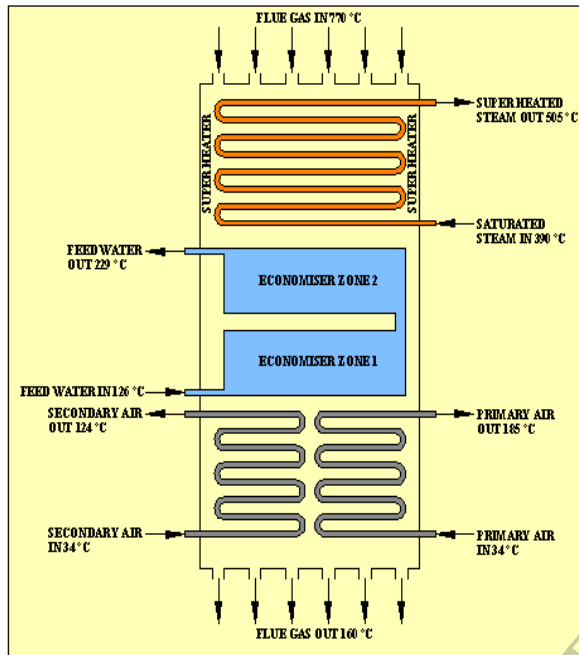 FLUE GAS IN 770 °C
SUPER HEATED
STEAM OUT 505 °C
SUPER HEATER
SUPER HEATER
SATURATED
STEAM IN 390 °C
FEED WATER
OUT 229 °C
ECONOMISER ZONE 2
ECONOMISER ZONE 1
FEED WATER IN 126 °C
SECONDARY AIR
OUT 124 °C
PRIMARY AIR
OUT 185 °C
SECONDARY AIR
IN 34 °C
PRIMARY AIR
IN 34 °C
FLUE GAS OUT 160 °C